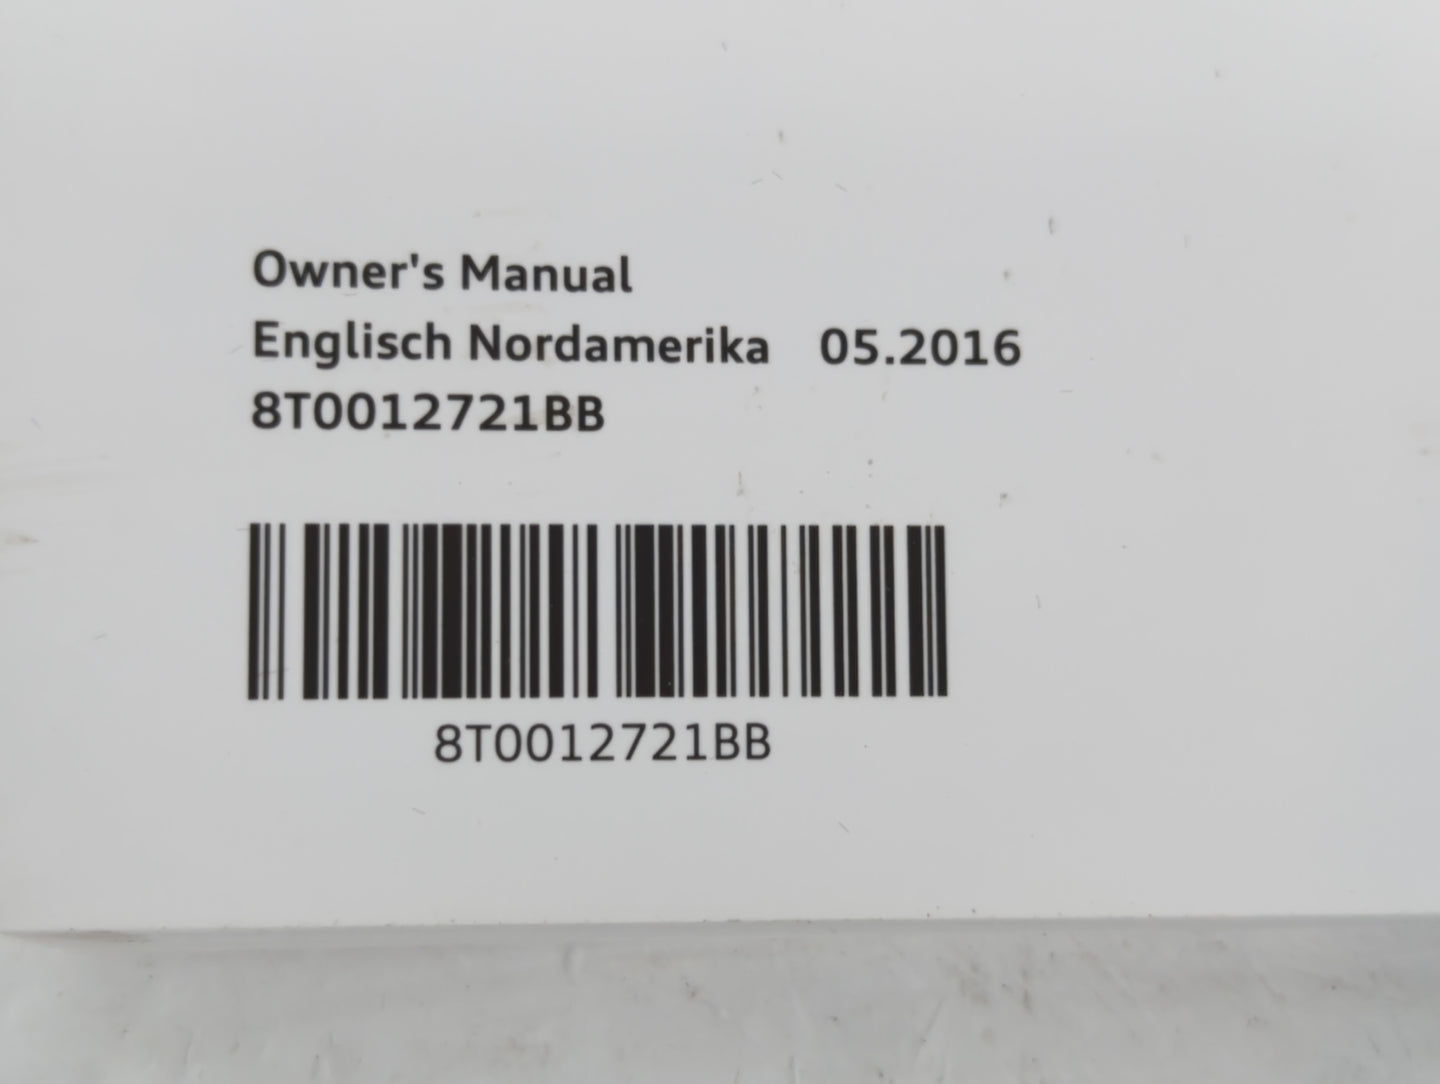 Owner's Manual
Englisch Nordamerika 05.2016
8T0012721BB
8T0012721BB